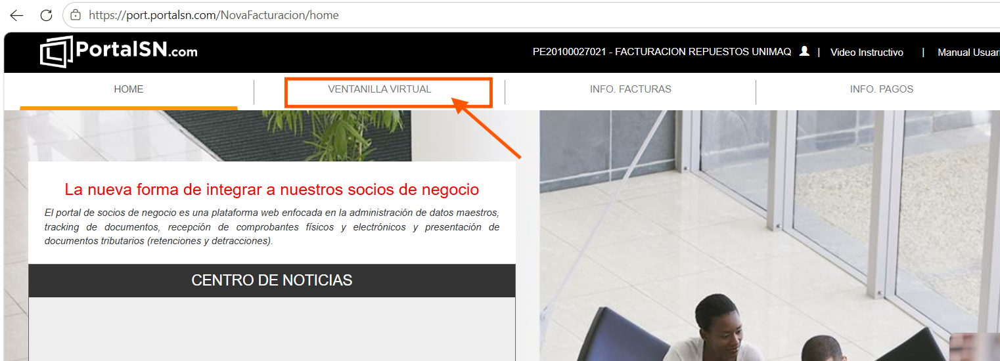 https://port.portalsn.com/NovaFacturacion/home
PortalSN.com
PE20100027021 - FACTURACION REPUESTOS UNIMAQ | Video Instructivo | Manual Usuari
HOME
VENTANILLA VIRTUAL
INFO. FACTURAS
INFO. PAGOS
La nueva forma de integrar a nuestros socios de negocio
El portal de socios de negocio es una plataforma web enfocada en la administración de datos maestros,
tracking de documentos, recepción de comprobantes físicos y electrónicos y presentación de
documentos tributarios (retenciones y detracciones).
CENTRO DE NOTICIAS